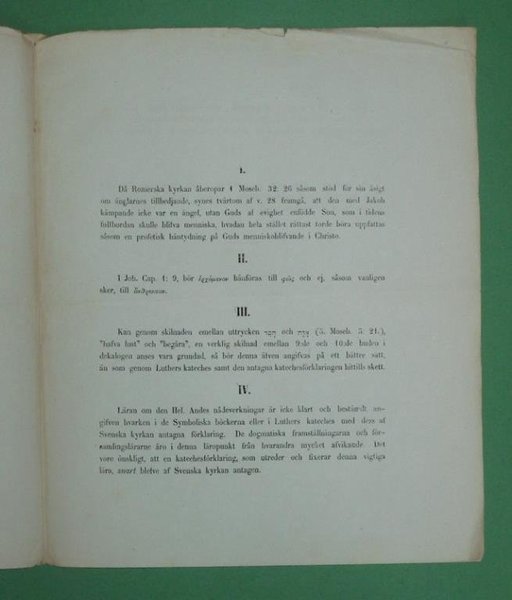 I.
Då Romerska kyrkan åberopar 1 Moseb. 32: 26 såsom stöd för sin åsigt
om änglarnes tillbedjande, synes tvärtom af v. 28 framgå, att den med Jakob
kämpande icke var en ängel, utan Guds af evighet enfödde Son, som i tidens
fullbordan skulle blifva menniska, hvadan hela stället rättast torde böra uppfattas
såsom en profetisk häntydning på Guds menniskoblifvande i Christo.
II.
I Joh. Cap. 1: 9, bör ἐρχόμενον hänföras till φῶς och ej, såsom vanligen
sker, till ἄνθρωπον.
III.
Kan genom skilnaden emellan uttrycken חמד och אוה (5. Moseb. 5: 21.),
"hafva lust" och "begära", en verklig skilnad emellan 9:de och 10:de buden i
dekalogen anses vara grundad, så bör denna äfven angifvas på ett bättre sätt,
än som genom Luthers kateches samt den antagna katechesförklaringen hittills skett.
IV.
Läran om den Hel. Andes nådeverkningar är icke klart och bestämdt an-
gifven hvarken i de Symboliska böckerna eller i Luthers kateches med dess af
Svenska kyrkan antagna förklaring. De dogmatiska framställningarna och för-
samlingslärarne äro i denna läropunkt från hvarandra mycket afvikande. Det
vore önskligt, att en katechesförklaring, som utreder och fixerar denna vigtiga
lära, snart blefve af Svenska kyrkan antagen.